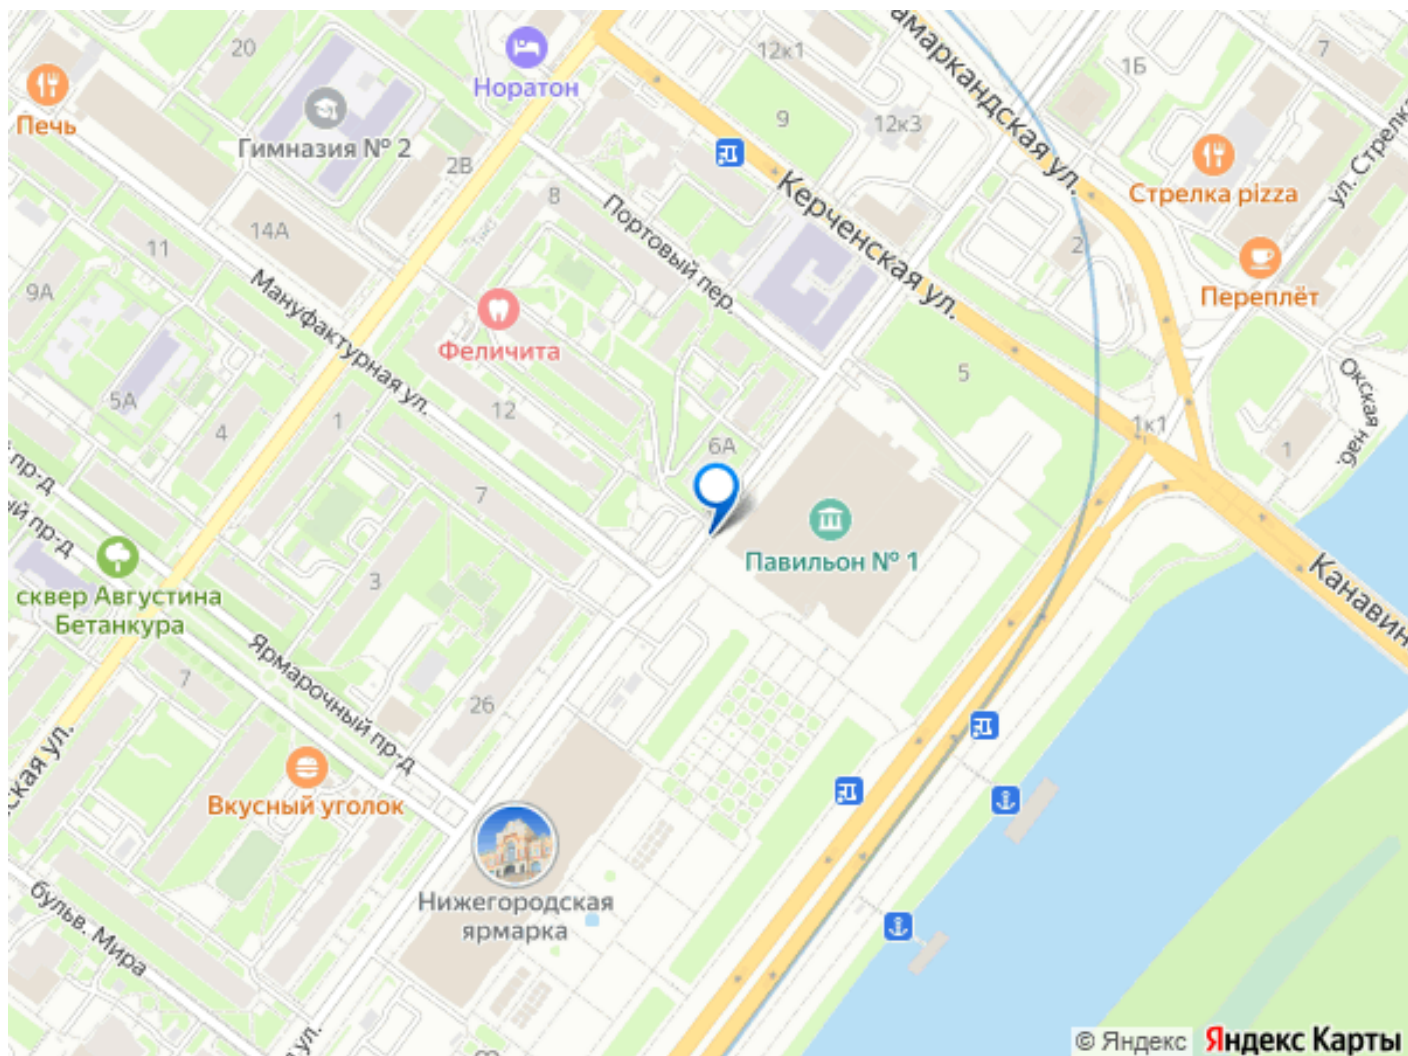 амаркандская ул.
20
12к1
7
Норатон
1Б
Печь
Гимназия № 2
2В
9
12к3
Стрелка pizza
ул. Стрелка
Керченская ул.
8
Портовый пер.
14А
11
2
9А
Мануфактурная ул.
Переплёт
Феличита
5
5А
4
1
12
6А
1к1
1
Окская наб.
7
й пр-д
ый пр-д
Павильон № 1
3
сквер Августина
Бетанкура
Канавин
Ярмарочный пр-д
7
26
ская ул.
Вкусный уголок
Нижегородская
ярмарка
бульв. Мира
ул.
© Яндекс Яндекс Карты